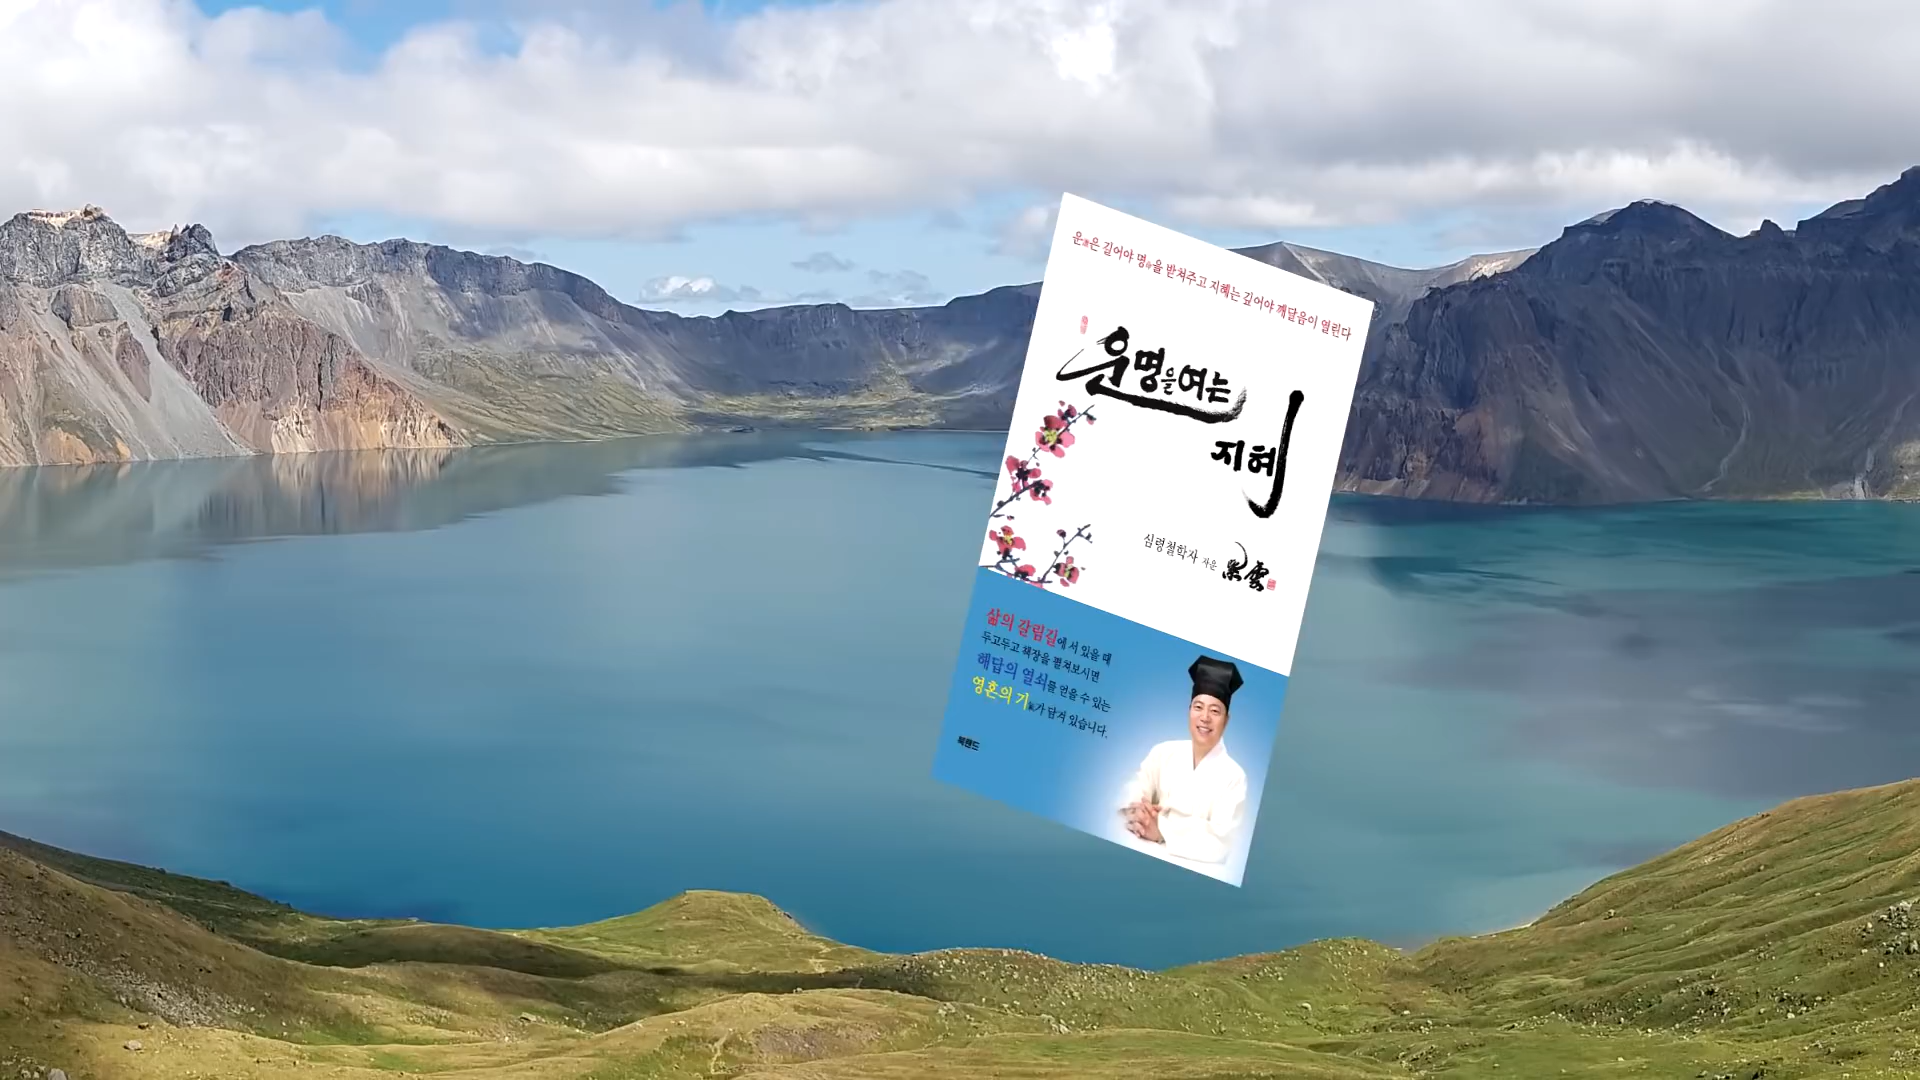 운은 길어야 명을 받쳐주고 지혜는 깊어야 깨달음이 열린다
운명을 여는
지혜
심령철학자 자운 紫雲
삶의 갈림길에 서 있을 때
두고두고 책장을 펼쳐보시면
해답의 열쇠를 얻을 수 있는
영혼의 기가 담겨 있습니다.
북랜드